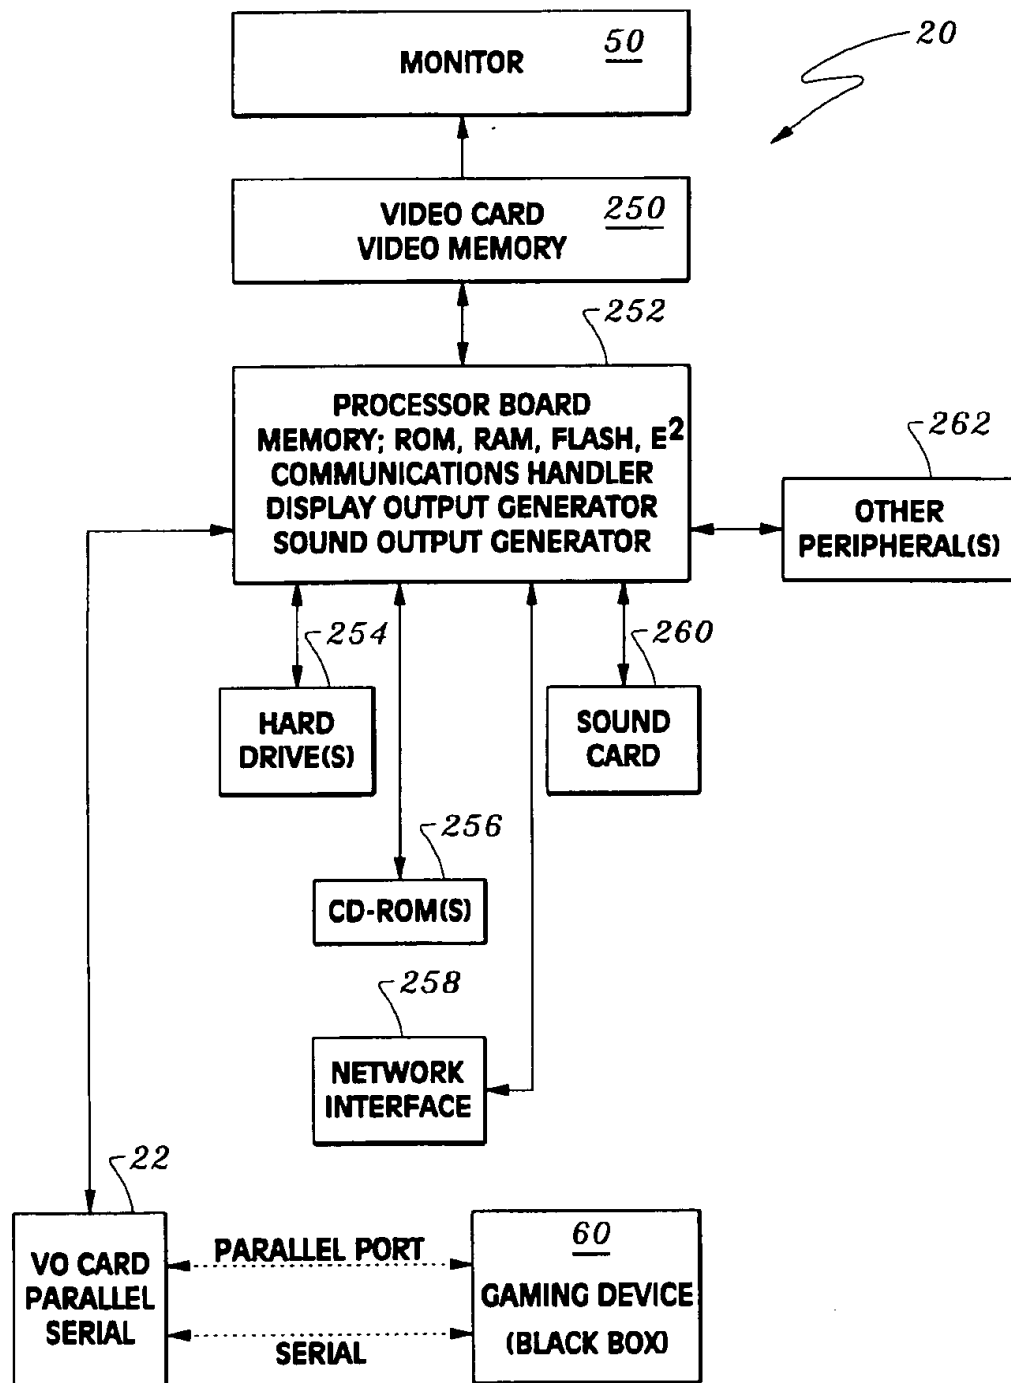 20
MONITOR 50
VIDEO CARD 250
VIDEO MEMORY
252
PROCESSOR BOARD
MEMORY; ROM, RAM, FLASH, E²
COMMUNICATIONS HANDLER
DISPLAY OUTPUT GENERATOR
SOUND OUTPUT GENERATOR
262
OTHER
PERIPHERAL(S)
254
HARD
DRIVE(S)
260
SOUND
CARD
256
CD-ROM(S)
258
NETWORK
INTERFACE
22
VO CARD
PARALLEL
SERIAL
PARALLEL PORT
SERIAL
60
GAMING DEVICE
(BLACK BOX)